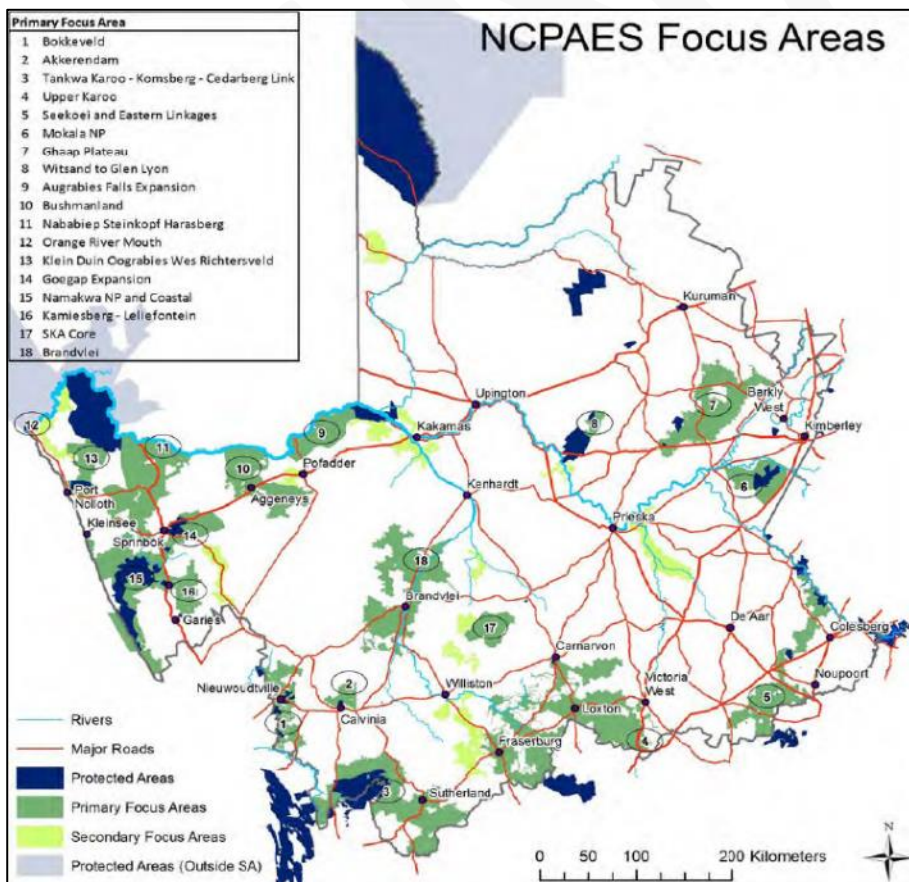 NCPAES Focus Areas
Primary Focus Area
1 Bokkeveld
2 Akkerendam
3 Tankwa Karoo - Komsberg - Cedarberg Link
4 Upper Karoo
5 Seekoei and Eastern Linkages
6 Mokala NP
7 Ghaap Plateau
8 Witsand to Glen Lyon
9 Augrabies Falls Expansion
10 Bushmanland
11 Nababiep Steinkopf Harasberg
12 Orange River Mouth
13 Klein Duin Oograbies Wes Richtersveld
14 Goegap Expansion
15 Namakwa NP and Coastal
16 Kamiesberg - Leliefontein
17 SKA Core
18 Brandvlei
Kuruman
Upington
Barkly
West
7
8
Kakamas
Kimberley
9
12
11
13
10
Pofadder
6
Port
Nolloth
Aggeneys
Kenhardt
Kleinsee
Sprinbok
14
Prieska
15
16
18
Garies
Brandvlei
17
De Aar
Colesberg
Carnarvon
Nieuwoudtville
2
Williston
Victoria
West
Noupoort
5
1
Calvinia
Loxton
4
Fraserburg
3
Sutherland
Rivers
Major Roads
Protected Areas
Primary Focus Areas
Secondary Focus Areas
Protected Areas (Outside SA)
0 50 100 200 Kilometers
N